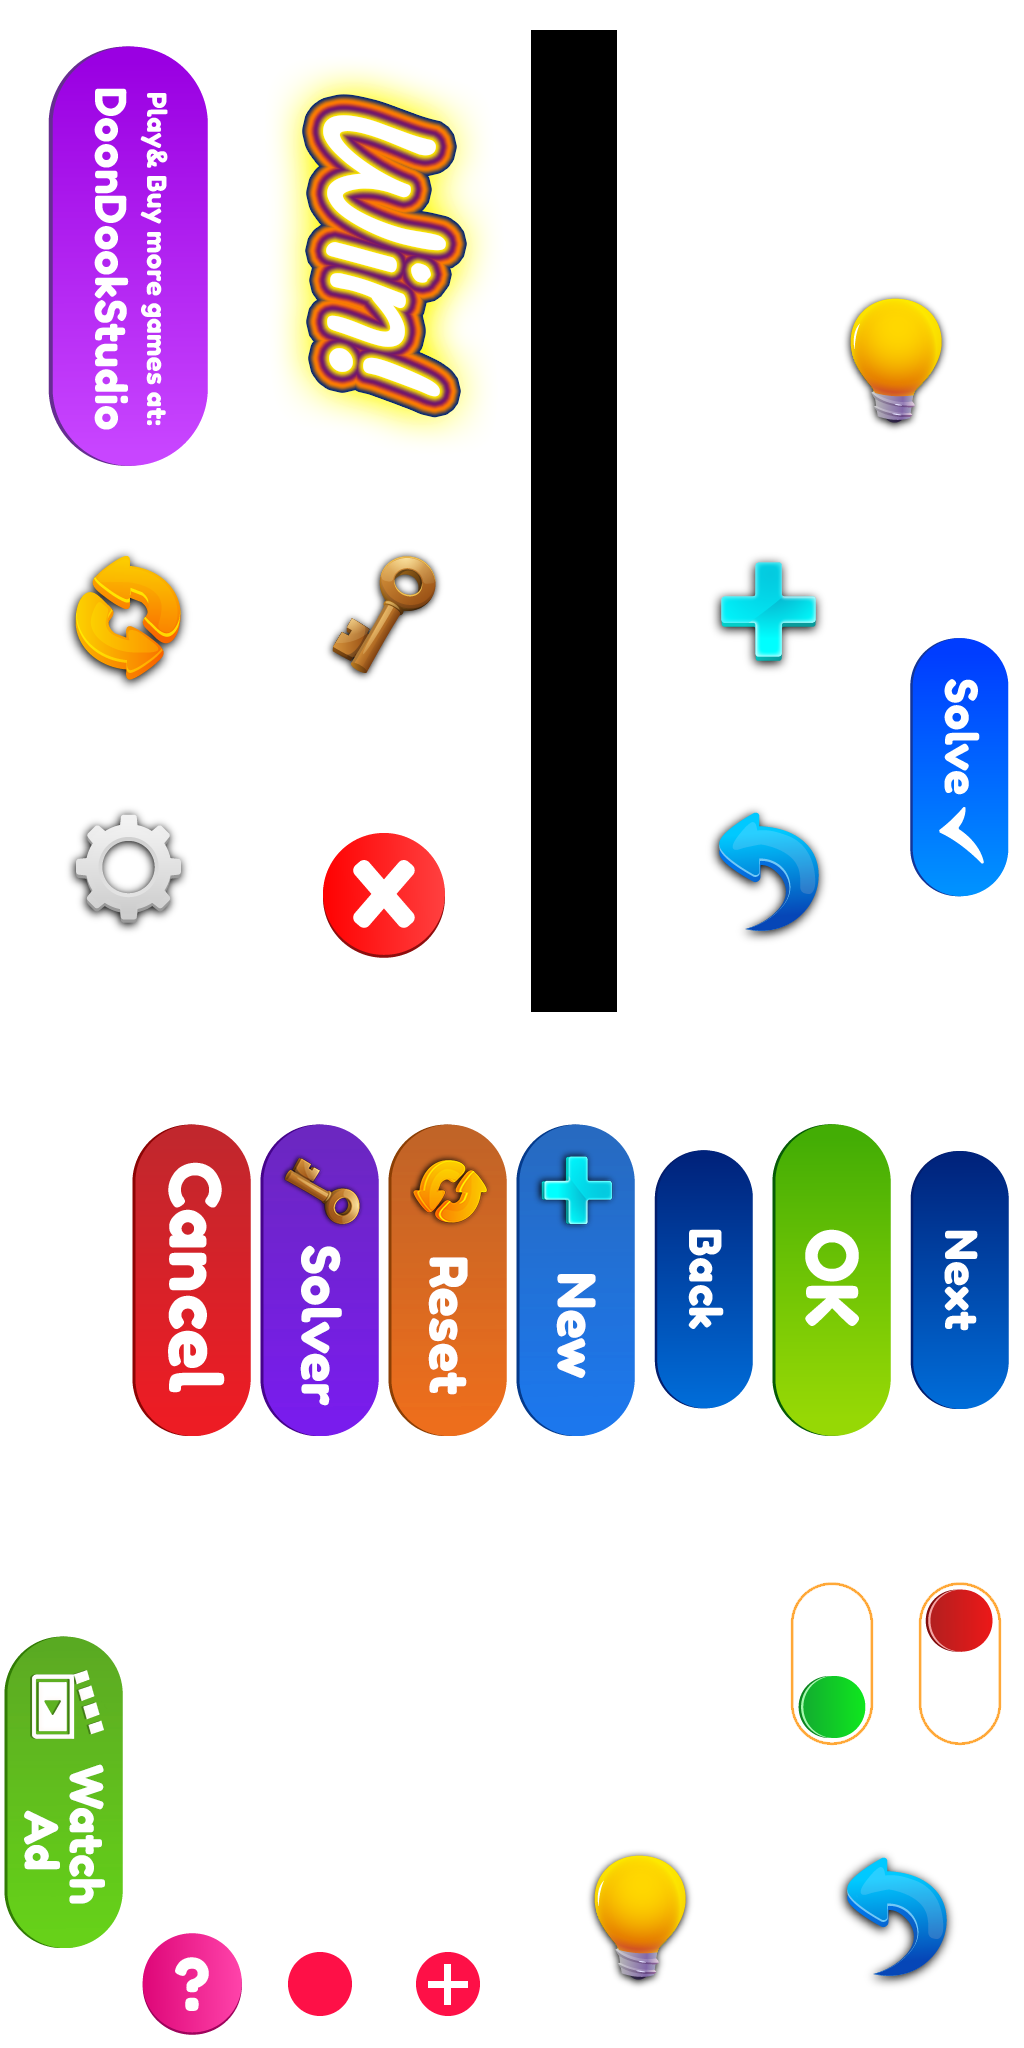 Play& Buy more games at:
DoonDookStudio
Win!
Solve
Cancel
Solver
Reset
New
Back
OK
Next
Watch
Ad
?